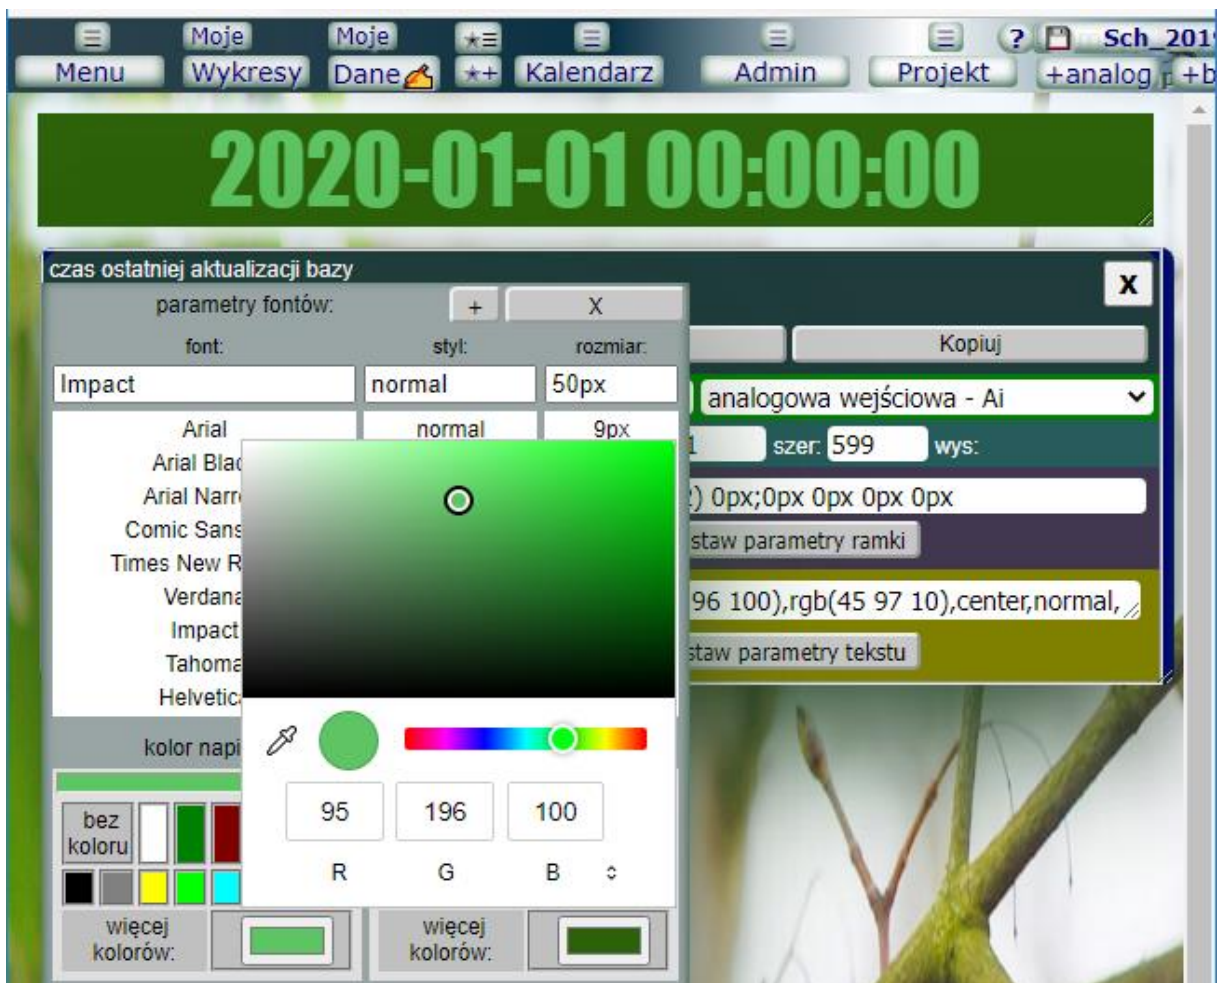 Moje Moje ★≡ ? Sch_201
Menu Wykresy Dane ★+ Kalendarz Admin Projekt +analog +b
2020-01-01 00:00:00
czas ostatniej aktualizacji bazy X
parametry fontów: + X
font: styl: rozmiar: Kopiuj
Impact normal 50px analogowa wejściowa - Ai
Arial normal 9px 1 szer: 599 wys:
Arial Blac
Arial Narr ) 0px;0px 0px 0px 0px
Comic Sans staw parametry ramki
Times New R
Verdana 96 100),rgb(45 97 10),center,normal,
Impact
Tahoma staw parametry tekstu
Helvetica
kolor napi
95 196 100
bez
koloru
R G B
więcej
kolorów:
więcej
kolorów: